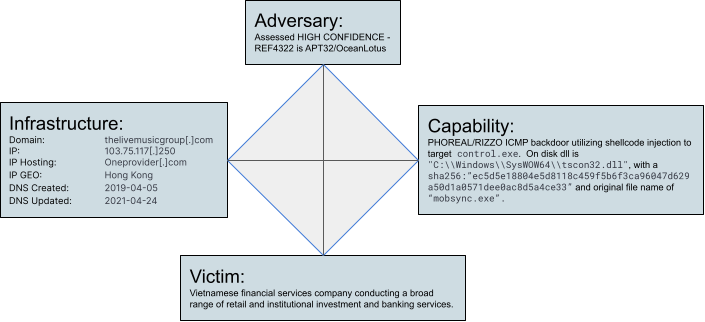 Adversary:
Assessed HIGH CONFIDENCE -
REF4322 is APT32/OceanLotus
Infrastructure:
Domain: thelivemusicgroup[.]com
IP: 103.75.117[.]250
IP Hosting: Oneprovider[.]com
IP GEO: Hong Kong
DNS Created: 2019-04-05
DNS Updated: 2021-04-24
Capability:
PHOREAL/RIZZO ICMP backdoor utilizing shellcode injection to
target control.exe. On disk dll is
"C:\\Windows\\SysWOW64\\tscon32.dll", with a
sha256:"ec5d5e18804e5d8118c459f5b6f3ca96047d629
a50d1a0571dee0ac8d5a4ce33" and original file name of
"mobsync.exe".
Victim:
Vietnamese financial services company conducting a broad
range of retail and institutional investment and banking services.